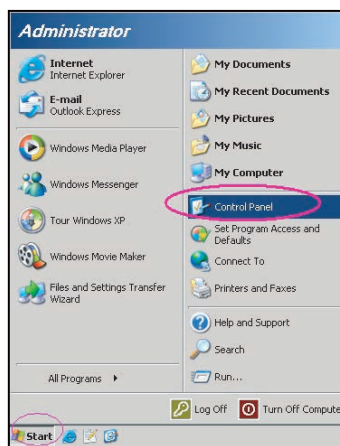 Administrator
Internet
Internet Explorer
E-mail
Outlook Express
Windows Media Player
Windows Messenger
Tour Windows XP
Windows Movie Maker
Files and Settings Transfer
Wizard
All Programs
My Documents
My Recent Documents
My Pictures
My Music
My Computer
Control Panel
Set Program Access and
Defaults
Connect To
Printers and Faxes
Help and Support
Search
Run...
Log Off
Turn Off Compute
Start